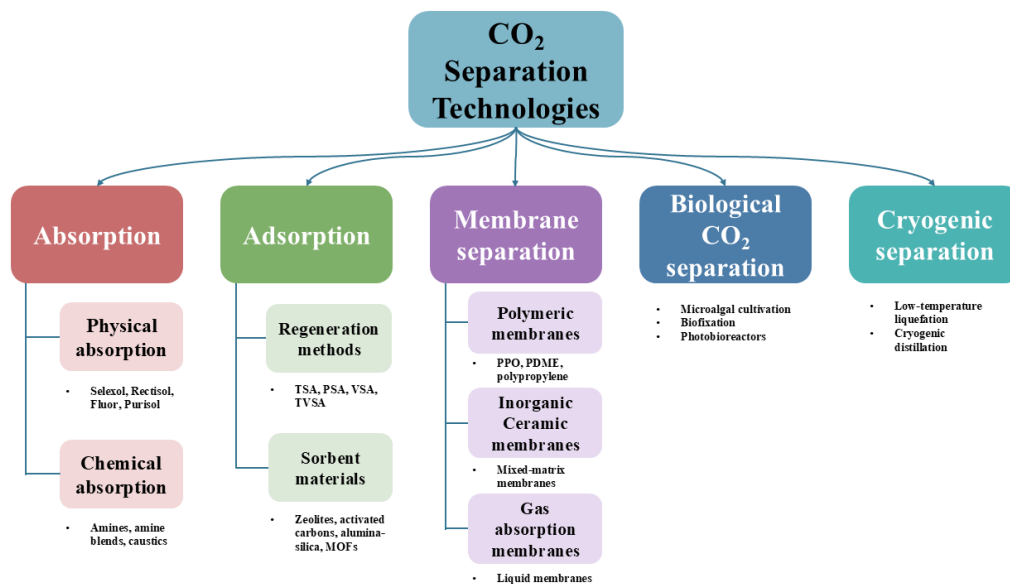 CO₂
Separation
Technologies
Absorption
Physical
absorption
• Selexol, Rectisol,
Fluor, Purisol
Chemical
absorption
• Amines, amine
blends, caustics
Adsorption
Regeneration
methods
• TSA, PSA, VSA,
TVSA
Sorbent
materials
• Zeolites, activated
carbons, alumina-
silica, MOFs
Membrane
separation
Polymeric
membranes
• PPO, PDME,
polypropylene
Inorganic
Ceramic
membranes
• Mixed-matrix
membranes
Gas
absorption
membranes
• Liquid membranes
Biological
CO₂
separation
• Microalgal cultivation
• Biofixation
• Photobioreactors
Cryogenic
separation
• Low-temperature
liquefation
• Cryogenic
distillation